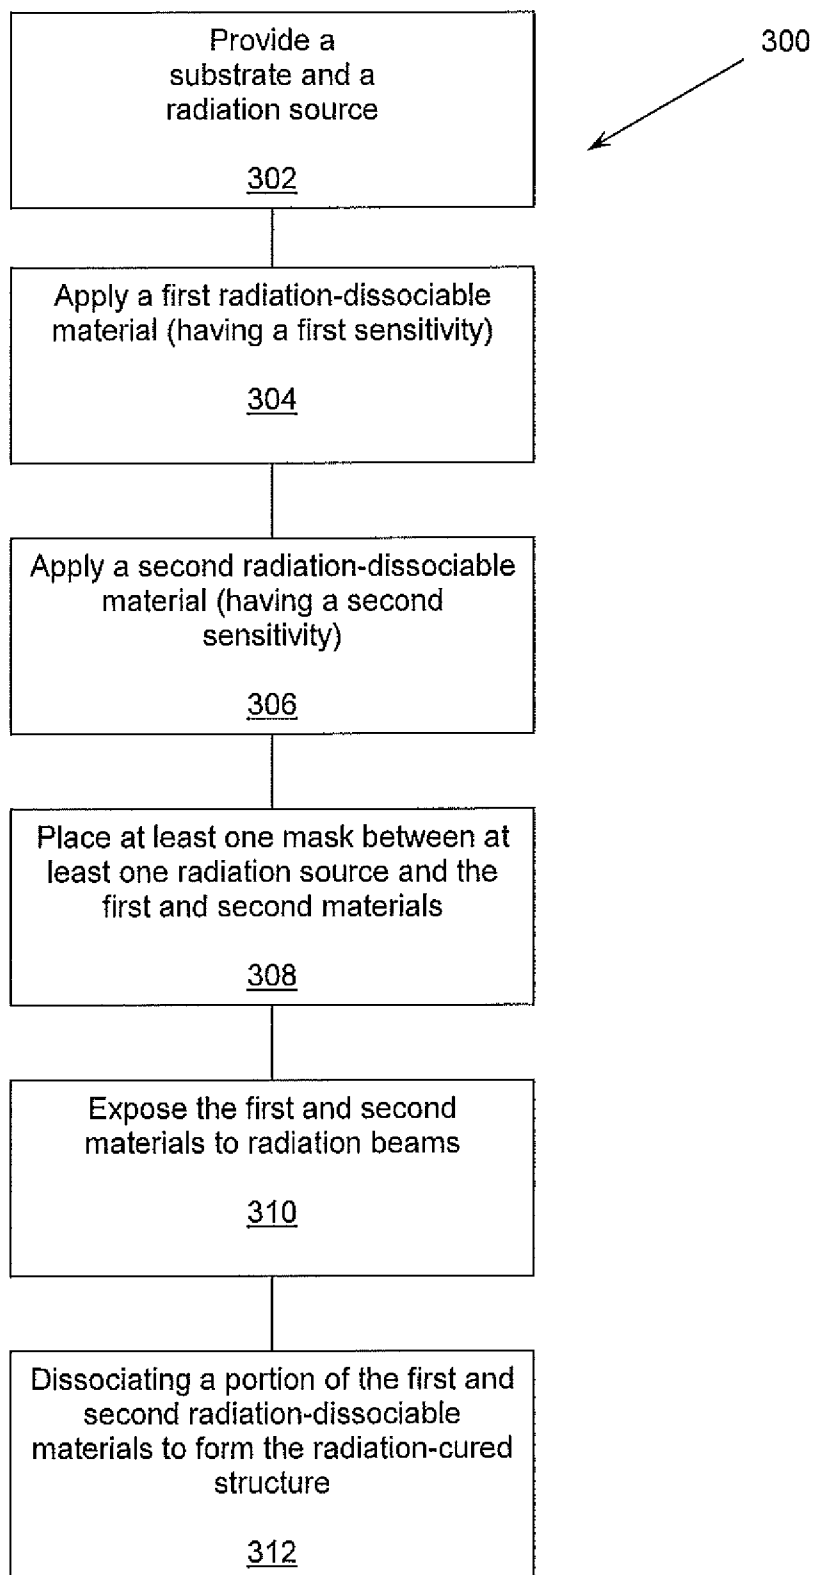 300
Provide a
substrate and a
radiation source
302
Apply a first radiation-dissociable
material (having a first sensitivity)
304
Apply a second radiation-dissociable
material (having a second
sensitivity)
306
Place at least one mask between at
least one radiation source and the
first and second materials
308
Expose the first and second
materials to radiation beams
310
Dissociating a portion of the first and
second radiation-dissociable
materials to form the radiation-cured
structure
312